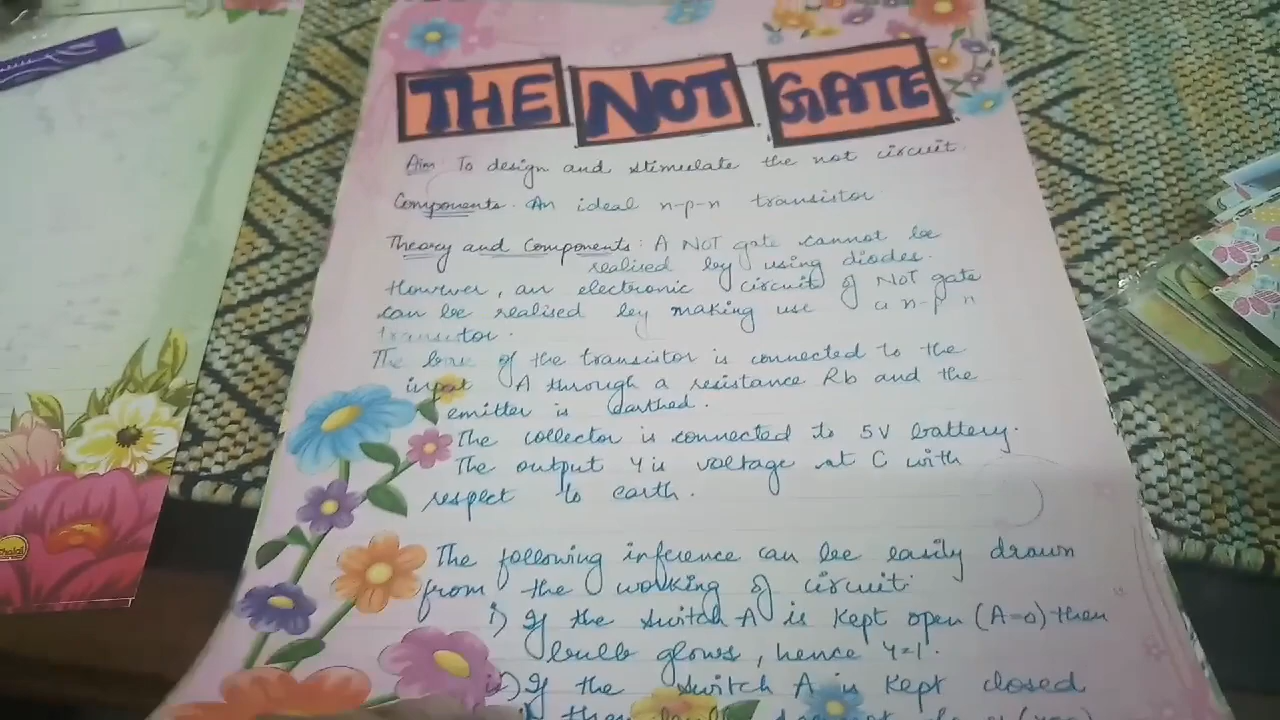 THE NOT GATE
Aim: To design and stimulate the not circuit.
Components. An ideal n-p-n transistor
Theory and Components: A NOT gate cannot be
realised by using diodes.
However, an electronic circuit of NOT gate
can be realised by making use a n-p n
transistor.
The base of the transistor is connected to the
input A through a resistance Rb and the
emitter is earthed.
The collector is connected to 5V battery.
The output Y is voltage at C with
respect to earth.
The following inference can be easily drawn
from the working of circuit:
i) If the switch A is kept open (A=0) then
bulb glows, hence Y=1.
ii) If the switch A is kept closed